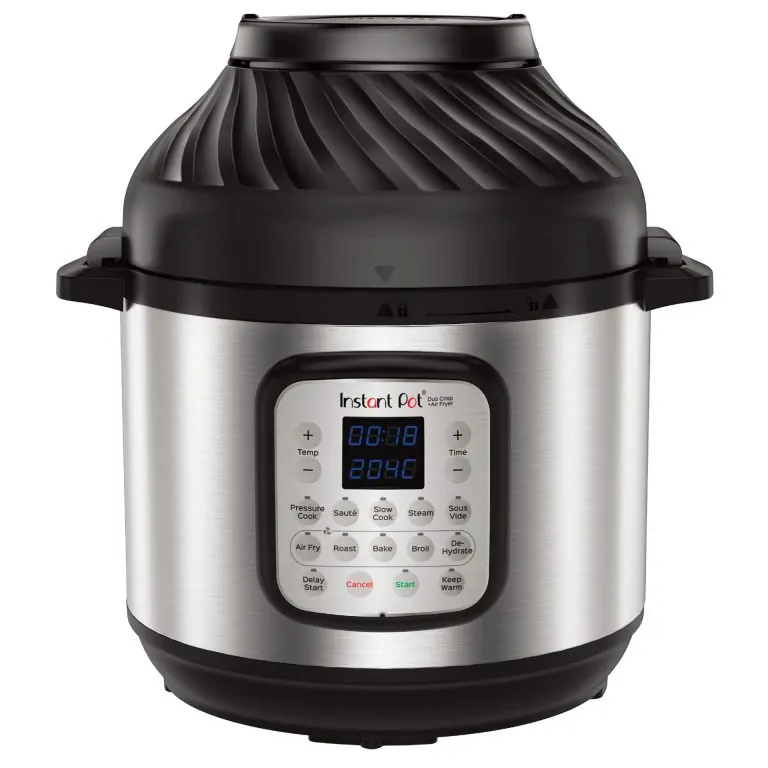 Instant Pot® Duo Crisp
+Air Fryer
+ 00:18 +
Temp Time
- 204C -
Pressure Cook Sauté Slow Cook Steam Sous Vide
Air Fry Roast Bake Broil De-Hydrate
Delay Start Cancel Start Keep Warm